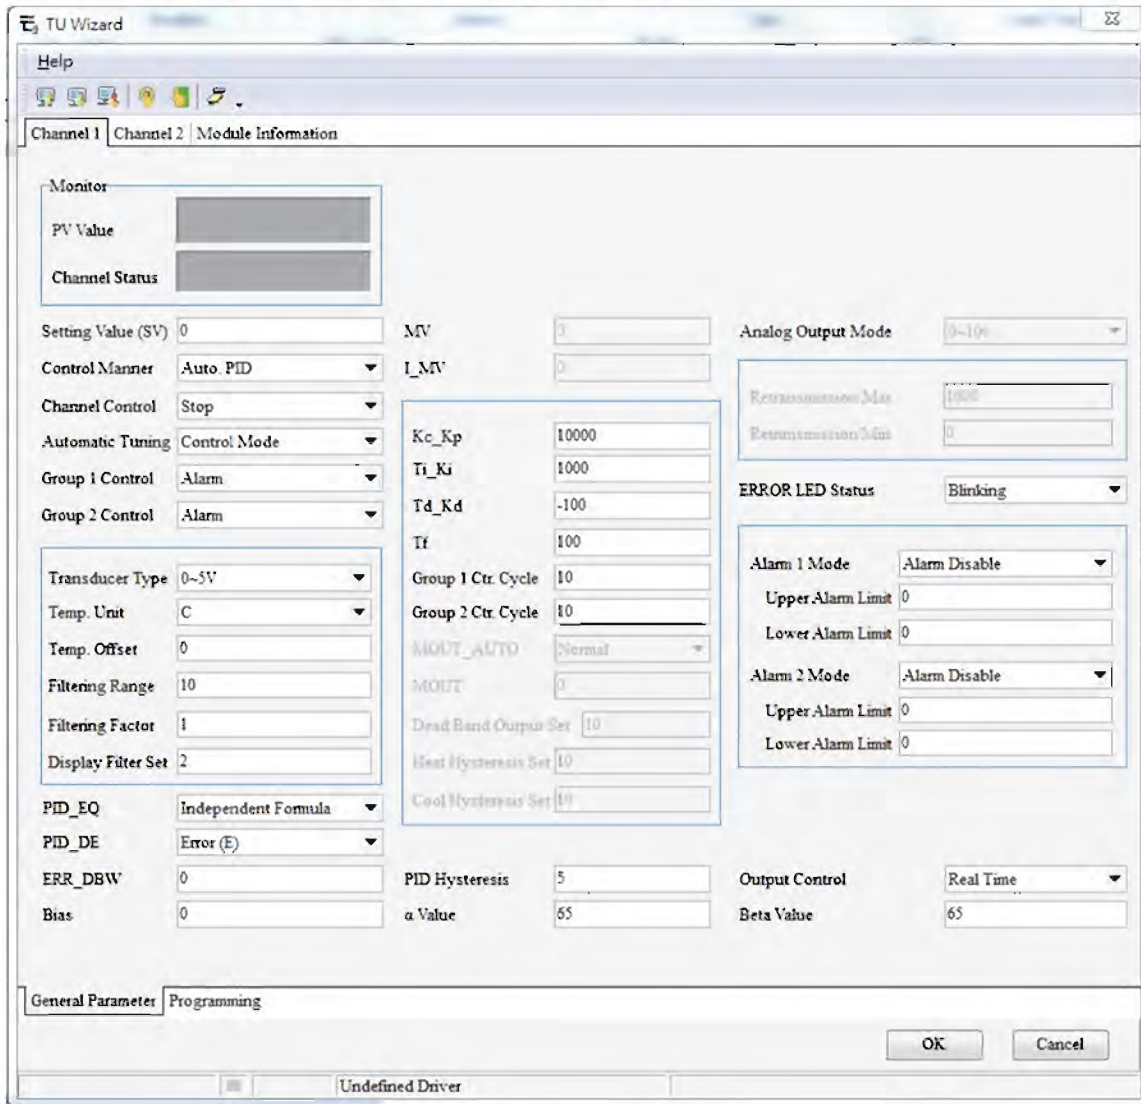 TU Wizard
Help
Channel 1 Channel 2 Module Information
Monitor
PV Value
Channel Status
Setting Value (SV) 0 MV Analog Output Mode
Control Manner Auto. PID I_MV 0
Channel Control Stop Retransmission Max 1000
Automatic Tuning Control Mode Kc_Kp 10000 Retransmission Min 0
Group 1 Control Alarm Ti_Ki 1000 ERROR LED Status Blinking
Group 2 Control Alarm Td_Kd -100
Tf 100 Alarm 1 Mode Alarm Disable
Transducer Type 0~5V Group 1 Ctr. Cycle 10 Upper Alarm Limit 0
Temp. Unit C Group 2 Ctr. Cycle 10 Lower Alarm Limit 0
Temp. Offset 0 MOUT_AUTO Normal
Filtering Range 10 MOUT 0 Alarm 2 Mode Alarm Disable
Filtering Factor 1 Dead Band Output Set 10 Upper Alarm Limit 0
Display Filter Set 2 Heat Hysteresis Set 10 Lower Alarm Limit 0
PID_EQ Independent Formula Cool Hysteresis Set 10
PID_DE Error (E)
ERR_DBW 0 PID Hysteresis 5 Output Control Real Time
Bias 0 α Value 65 Beta Value 65
General Parameter Programming
OK Cancel
Undefined Driver